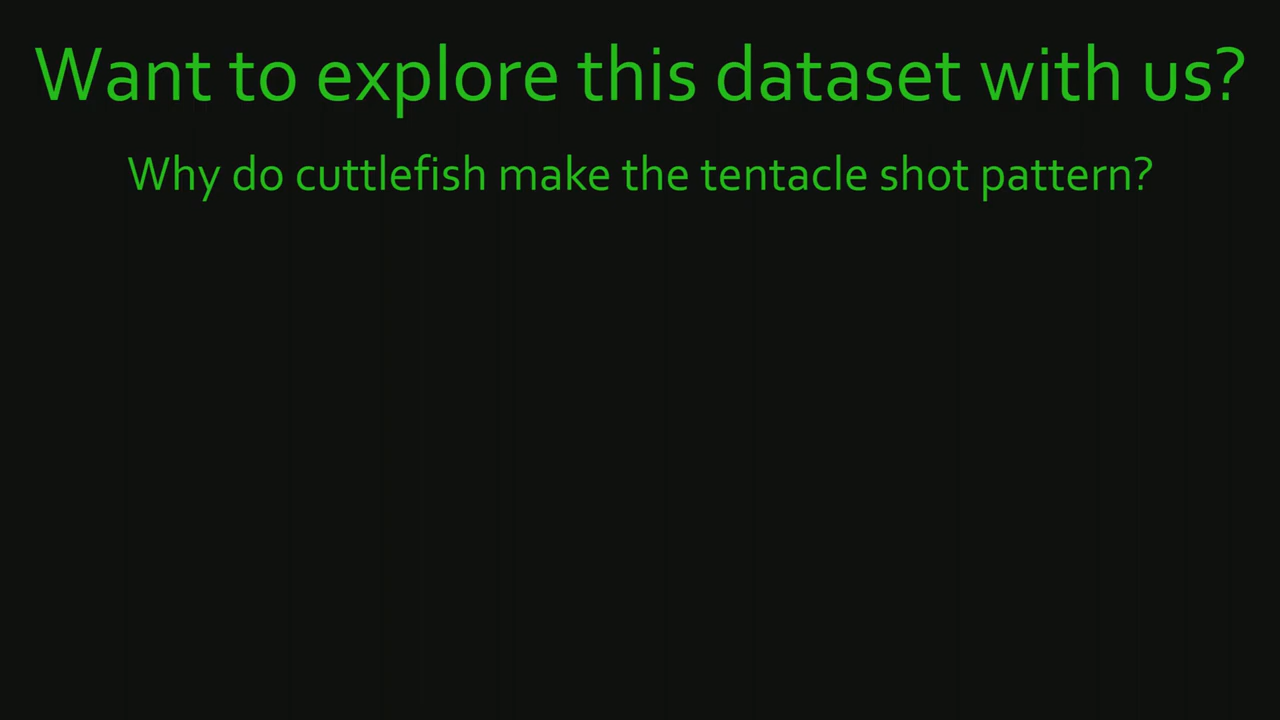 Want to explore this dataset with us?
Why do cuttlefish make the tentacle shot pattern?